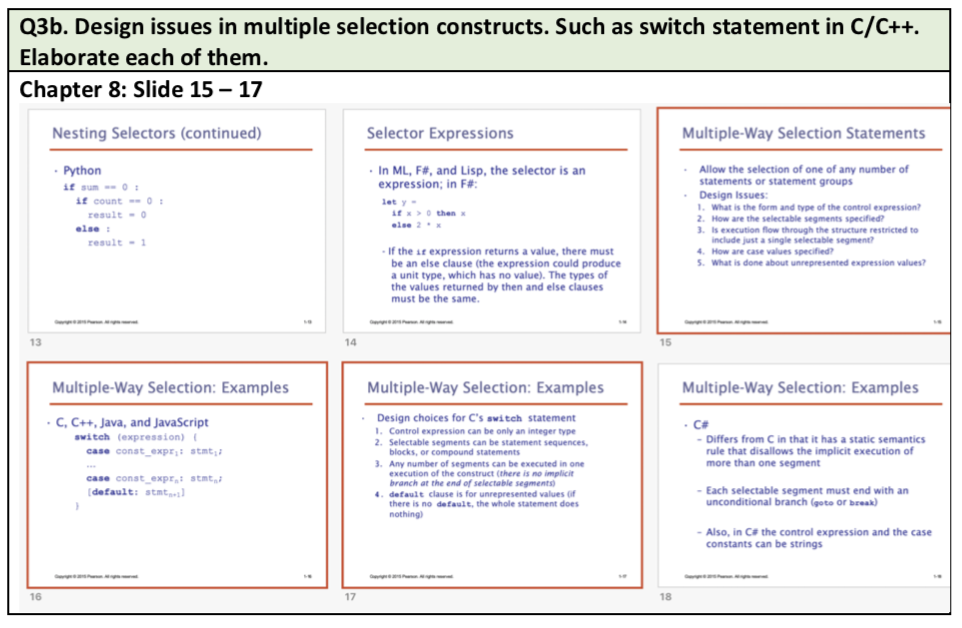 Q3b. Design issues in multiple selection constructs. Such as switch statement in C/C++.
Elaborate each of them.
Chapter 8: Slide 15 – 17
Nesting Selectors (continued)
· Python
if sum == 0 :
if count == 0 :
result = 0
else :
result = 1
Copyright © 2015 Pearson. All rights reserved.
1-13
13
Selector Expressions
· In ML, F#, and Lisp, the selector is an
expression; in F#:
let y =
if x > 0 then x
else 2 * x
· If the if expression returns a value, there must
be an else clause (the expression could produce
a unit type, which has no value). The types of
the values returned by then and else clauses
must be the same.
Copyright © 2015 Pearson. All rights reserved.
1-14
14
Multiple-Way Selection Statements
· Allow the selection of one of any number of
statements or statement groups
· Design Issues:
1. What is the form and type of the control expression?
2. How are the selectable segments specified?
3. Is execution flow through the structure restricted to
include just a single selectable segment?
4. How are case values specified?
5. What is done about unrepresented expression values?
Copyright © 2015 Pearson. All rights reserved.
1-15
15
Multiple-Way Selection: Examples
· C, C++, Java, and JavaScript
switch (expression) {
case const_expr1: stmt1;
...
case const_exprn: stmtn;
[default: stmtn+1]
}
Copyright © 2015 Pearson. All rights reserved.
1-16
16
Multiple-Way Selection: Examples
· Design choices for C's switch statement
1. Control expression can be only an integer type
2. Selectable segments can be statement sequences,
blocks, or compound statements
3. Any number of segments can be executed in one
execution of the construct (there is no implicit
branch at the end of selectable segments)
4. default clause is for unrepresented values (if
there is no default, the whole statement does
nothing)
Copyright © 2015 Pearson. All rights reserved.
1-17
17
Multiple-Way Selection: Examples
· C#
– Differs from C in that it has a static semantics
rule that disallows the implicit execution of
more than one segment
– Each selectable segment must end with an
unconditional branch (goto or break)
– Also, in C# the control expression and the case
constants can be strings
Copyright © 2015 Pearson. All rights reserved.
1-18
18